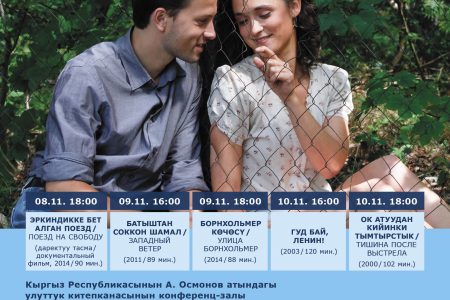 08.11. 18:00
ЭРКИНДИККЕ БЕТ
АЛГАН ПОЕЗД/
ПОЕЗД НА СВОБОДУ
(даректүү тасма/
документальный
фильм, 2014/90 мин.)
09.11. 16:00
БАТЫШТАН
СОККОН ШАМАЛ/
ЗАПАДНЫЙ
ВЕТЕР
(2011/89 мин.)
09.11. 18:00
БОРНХОЛЬМЕР
КӨЧӨСҮ/
УЛИЦА
БОРНХОЛЬМЕР
(2014/88 мин.)
10.11. 16:00
ГУД БАЙ,
ЛЕНИН!
(2003/120 мин.)
10.11. 18:00
ОК АТУУДАН
КИЙИНКИ
ТЫМТЫРСТЫК/
ТИШИНА ПОСЛЕ
ВЫСТРЕЛА
(2000/102 мин.)
Кыргыз Республикасынын А. Осмонов атындагы
улуттук китепканасынын конференц-залы